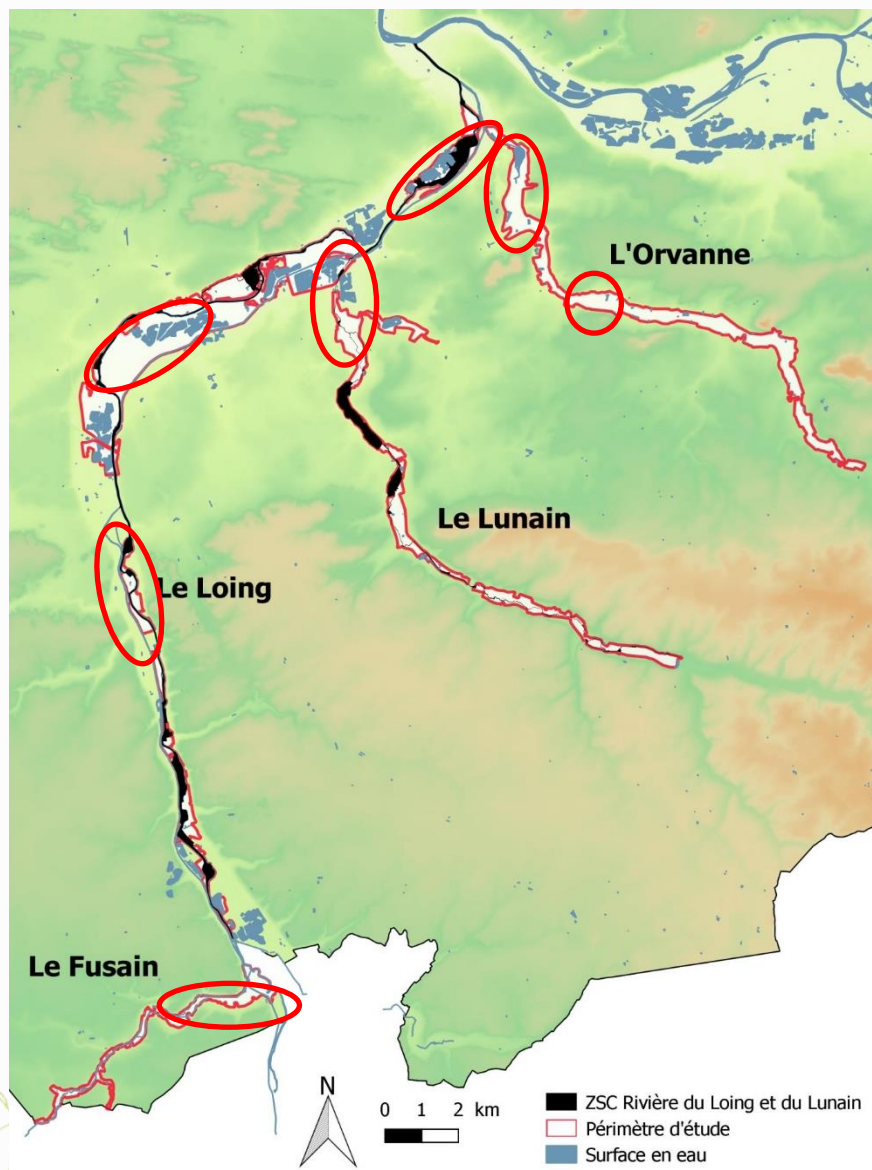 L'Orvanne
Le Lunain
Le Loing
Le Fusain
N
0 1 2 km
ZSC Rivière du Loing et du Lunain
Périmètre d'étude
Surface en eau